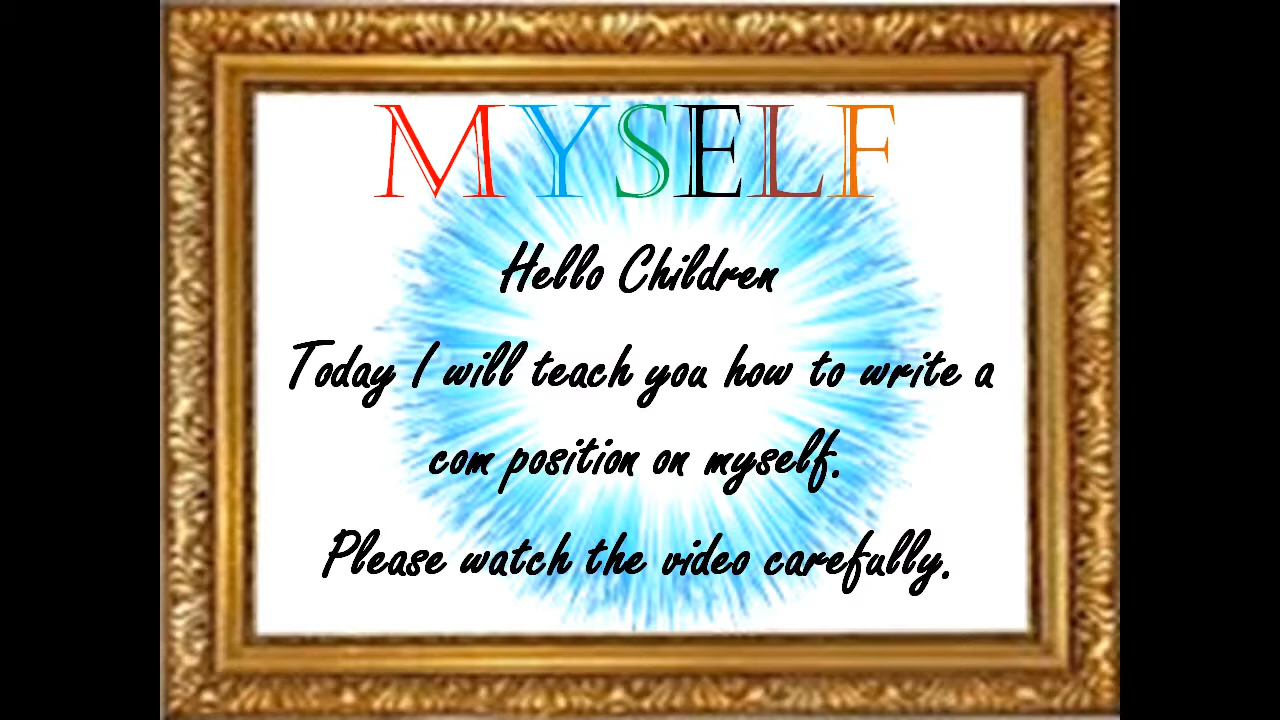 MYSELF
Hello Children
Today I will teach you how to write a
com position on myself.
Please watch the video carefully.